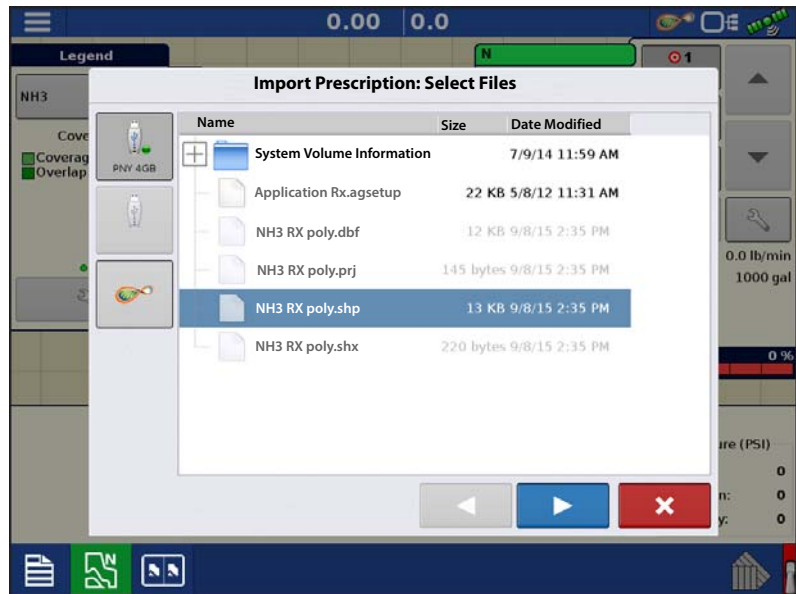 0.00 0.0
Legend
N
1
Import Prescription: Select Files
NH3
Name Size Date Modified
Cove
Coverag
Overlap
PNY 4GB
System Volume Information 7/9/14 11:59 AM
Application Rx.agsetup 22 KB 5/8/12 11:31 AM
NH3 RX poly.dbf 12 KB 9/8/15 2:35 PM
NH3 RX poly.prj 145 bytes 9/8/15 2:35 PM
NH3 RX poly.shp 13 KB 9/8/15 2:35 PM
NH3 RX poly.shx 220 bytes 9/8/15 2:35 PM
0.0 lb/min
1000 gal
0 %
ure (PSI)
0
n: 0
y: 0
N